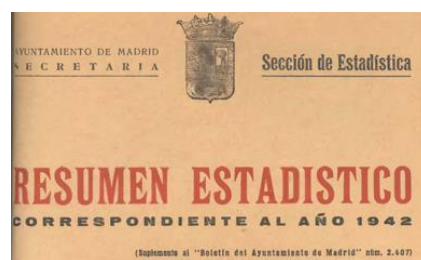 AYUNTAMIENTO DE MADRID
SECRETARIA
Sección de Estadística
RESUMEN ESTADISTICO
CORRESPONDIENTE AL AÑO 1942
(Suplemento al "Boletín del Ayuntamiento de Madrid" núm. 2.407)